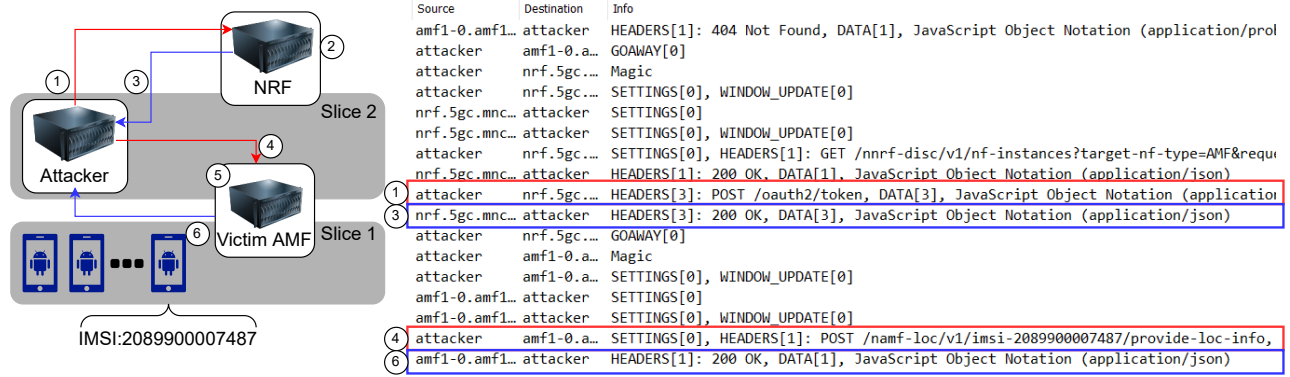 1
3
2
NRF
Slice 2
4
Attacker
5
6
Victim AMF
Slice 1
IMSI:2089900007487
Source Destination Info
amf1-0.amf1… attacker HEADERS[1]: 404 Not Found, DATA[1], JavaScript Object Notation (application/prol
attacker amf1-0.a… GOAWAY[0]
attacker nrf.5gc.… Magic
attacker nrf.5gc.… SETTINGS[0], WINDOW_UPDATE[0]
nrf.5gc.mnc… attacker SETTINGS[0]
nrf.5gc.mnc… attacker SETTINGS[0], WINDOW_UPDATE[0]
attacker nrf.5gc.… SETTINGS[0], HEADERS[1]: GET /nnrf-disc/v1/nf-instances?target-nf-type=AMF&reque
nrf.5gc.mnc… attacker HEADERS[1]: 200 OK, DATA[1], JavaScript Object Notation (application/json)
1 attacker nrf.5gc.… HEADERS[3]: POST /oauth2/token, DATA[3], JavaScript Object Notation (application
3 nrf.5gc.mnc… attacker HEADERS[3]: 200 OK, DATA[3], JavaScript Object Notation (application/json)
attacker nrf.5gc.… GOAWAY[0]
attacker amf1-0.a… Magic
attacker amf1-0.a… SETTINGS[0], WINDOW_UPDATE[0]
amf1-0.amf1… attacker SETTINGS[0]
amf1-0.amf1… attacker SETTINGS[0], WINDOW_UPDATE[0]
4 attacker amf1-0.a… SETTINGS[0], HEADERS[1]: POST /namf-loc/v1/imsi-2089900007487/provide-loc-info,
6 amf1-0.amf1… attacker HEADERS[1]: 200 OK, DATA[1], JavaScript Object Notation (application/json)